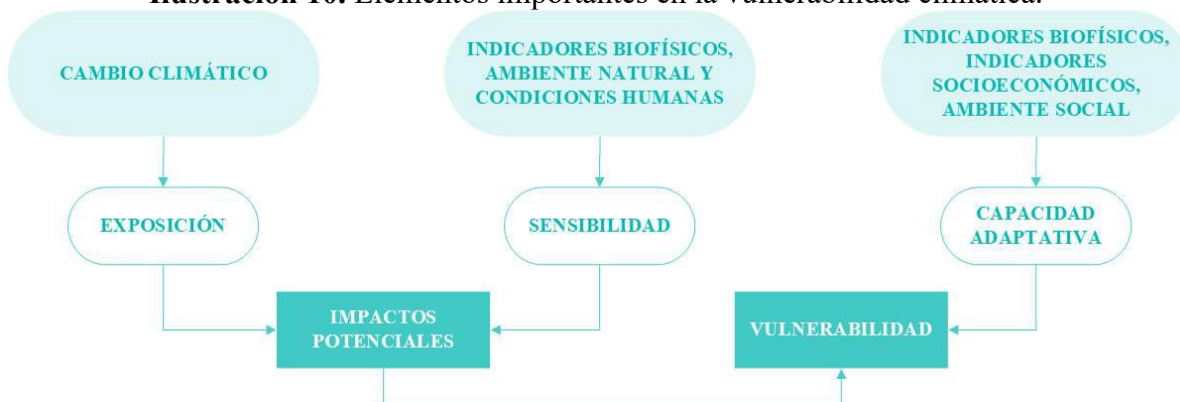 Ilustración 10. Elementos importantes en la vulnerabilidad climática.
CAMBIO CLIMÁTICO
INDICADORES BIOFÍSICOS,
AMBIENTE NATURAL Y
CONDICIONES HUMANAS
INDICADORES BIOFÍSICOS,
INDICADORES
SOCIOECONÓMICOS,
AMBIENTE SOCIAL
EXPOSICIÓN
SENSIBILIDAD
CAPACIDAD
ADAPTATIVA
IMPACTOS
POTENCIALES
VULNERABILIDAD